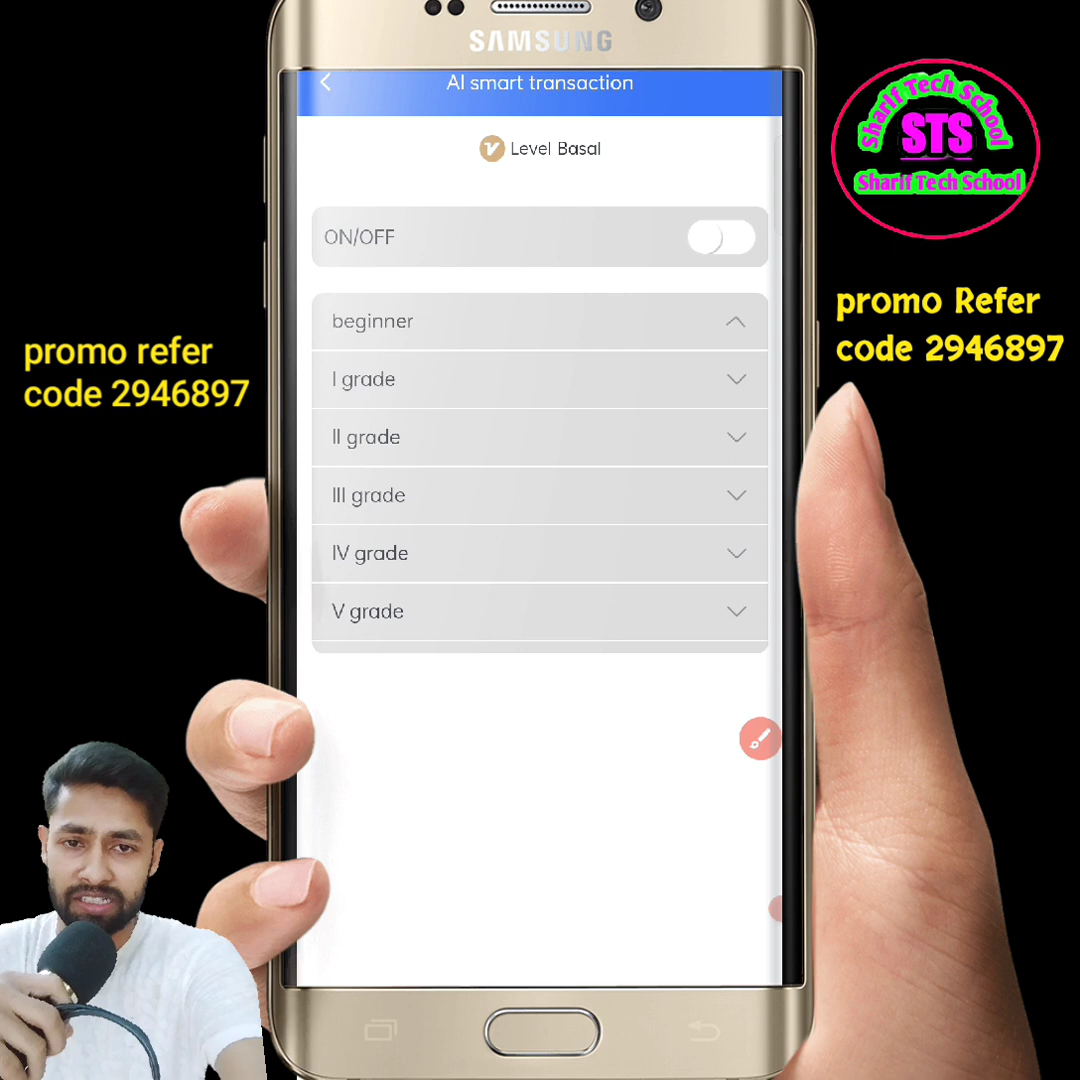 SAMSUNG
AI smart transaction
Level Basal
ON/OFF
beginner
I grade
II grade
III grade
IV grade
V grade
Sharif Tech School
STS
Sharif Tech School
promo Refer
code 2946897
promo refer
code 2946897